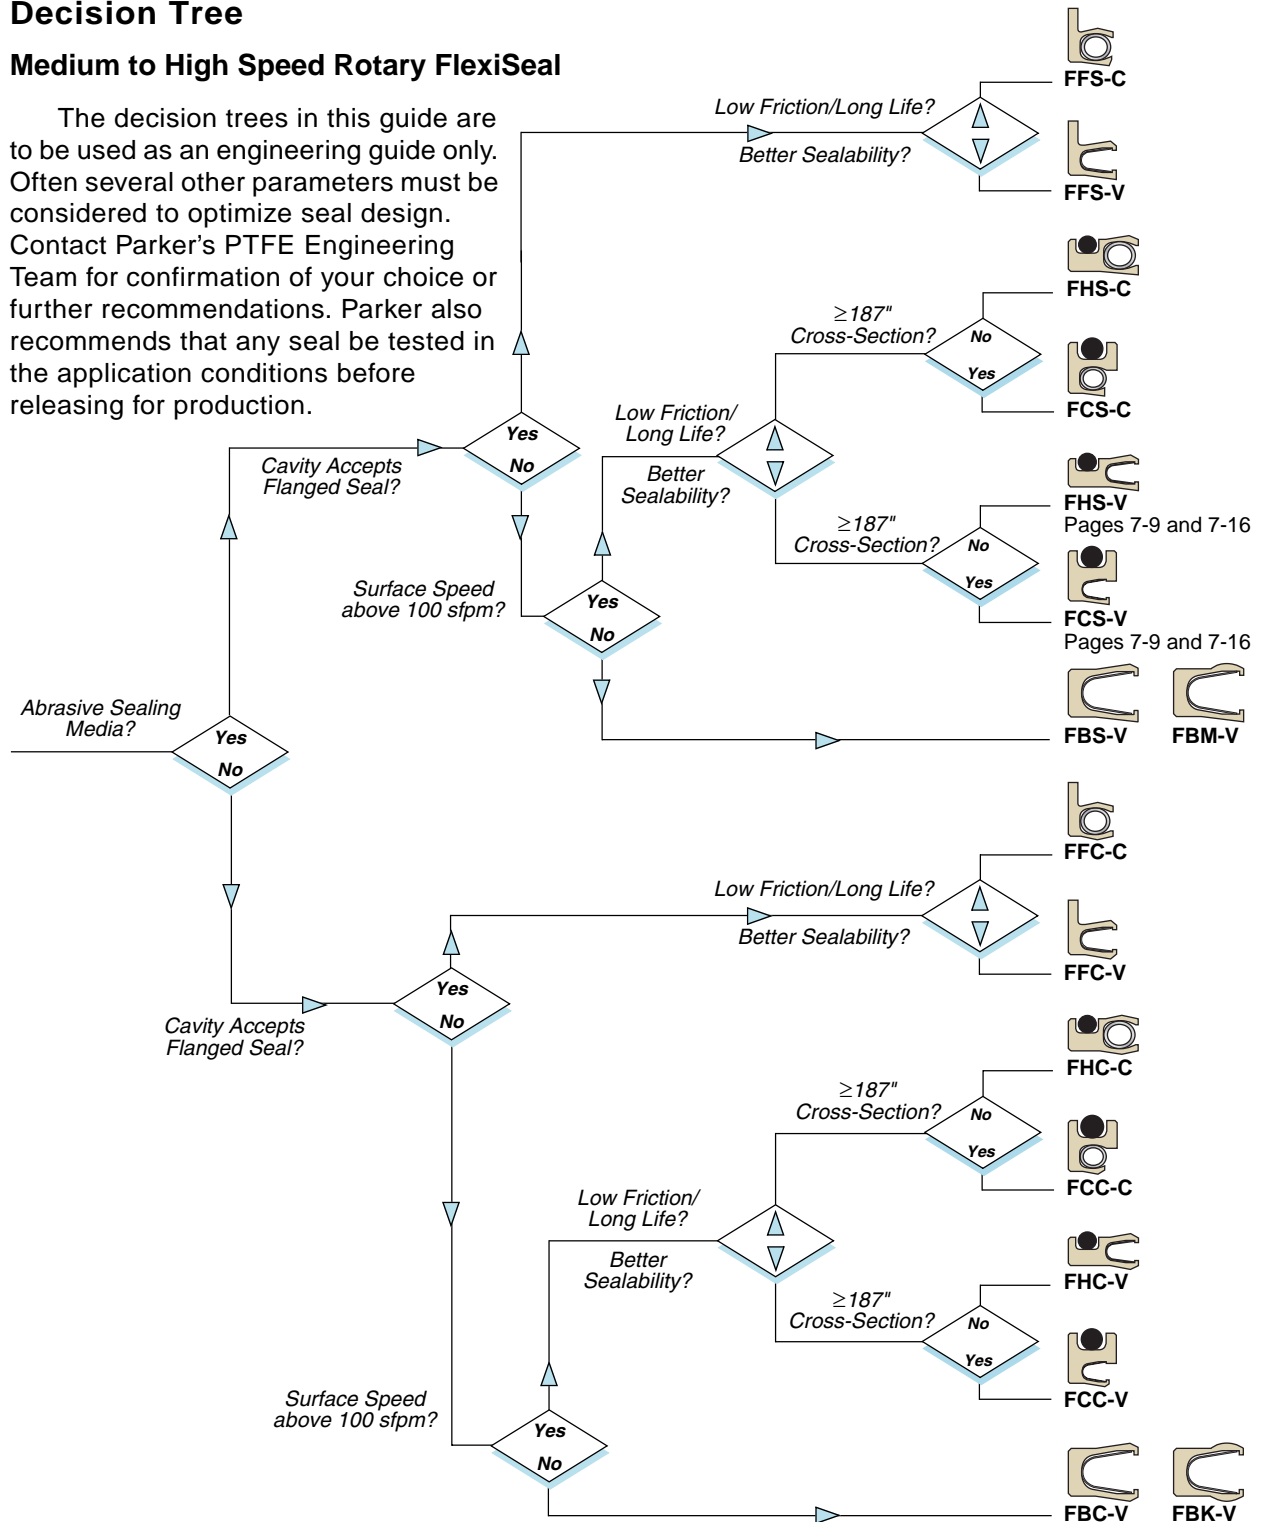 Decision Tree
Medium to High Speed Rotary FlexiSeal
The decision trees in this guide are
to be used as an engineering guide only.
Often several other parameters must be
considered to optimize seal design.
Contact Parker's PTFE Engineering
Team for confirmation of your choice or
further recommendations. Parker also
recommends that any seal be tested in
the application conditions before
releasing for production.
Low Friction/Long Life?
Better Sealability?
FFS-C
FFS-V
FHS-C
≥187"
Cross-Section?
No
Yes
FCS-C
Low Friction/
Long Life?
Better
Sealability?
Yes
No
Cavity Accepts
Flanged Seal?
FHS-V
Pages 7-9 and 7-16
≥187"
Cross-Section?
No
Yes
FCS-V
Pages 7-9 and 7-16
Surface Speed
above 100 sfpm?
Yes
No
FBS-V
FBM-V
Abrasive Sealing
Media?
Yes
No
FFC-C
Low Friction/Long Life?
Better Sealability?
FFC-V
Yes
No
Cavity Accepts
Flanged Seal?
FHC-C
≥187"
Cross-Section?
No
Yes
FCC-C
Low Friction/
Long Life?
Better
Sealability?
FHC-V
≥187"
Cross-Section?
No
Yes
FCC-V
Surface Speed
above 100 sfpm?
Yes
No
FBC-V
FBK-V